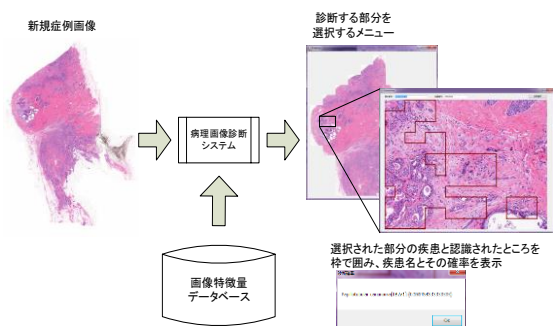 新規症例画像
診断する部分を
選択するメニュー
病理画像診断
システム
選択された部分の疾患と認識されたところを
枠で囲み、疾患名とその確率を表示
画像特徴量
データベース
OK